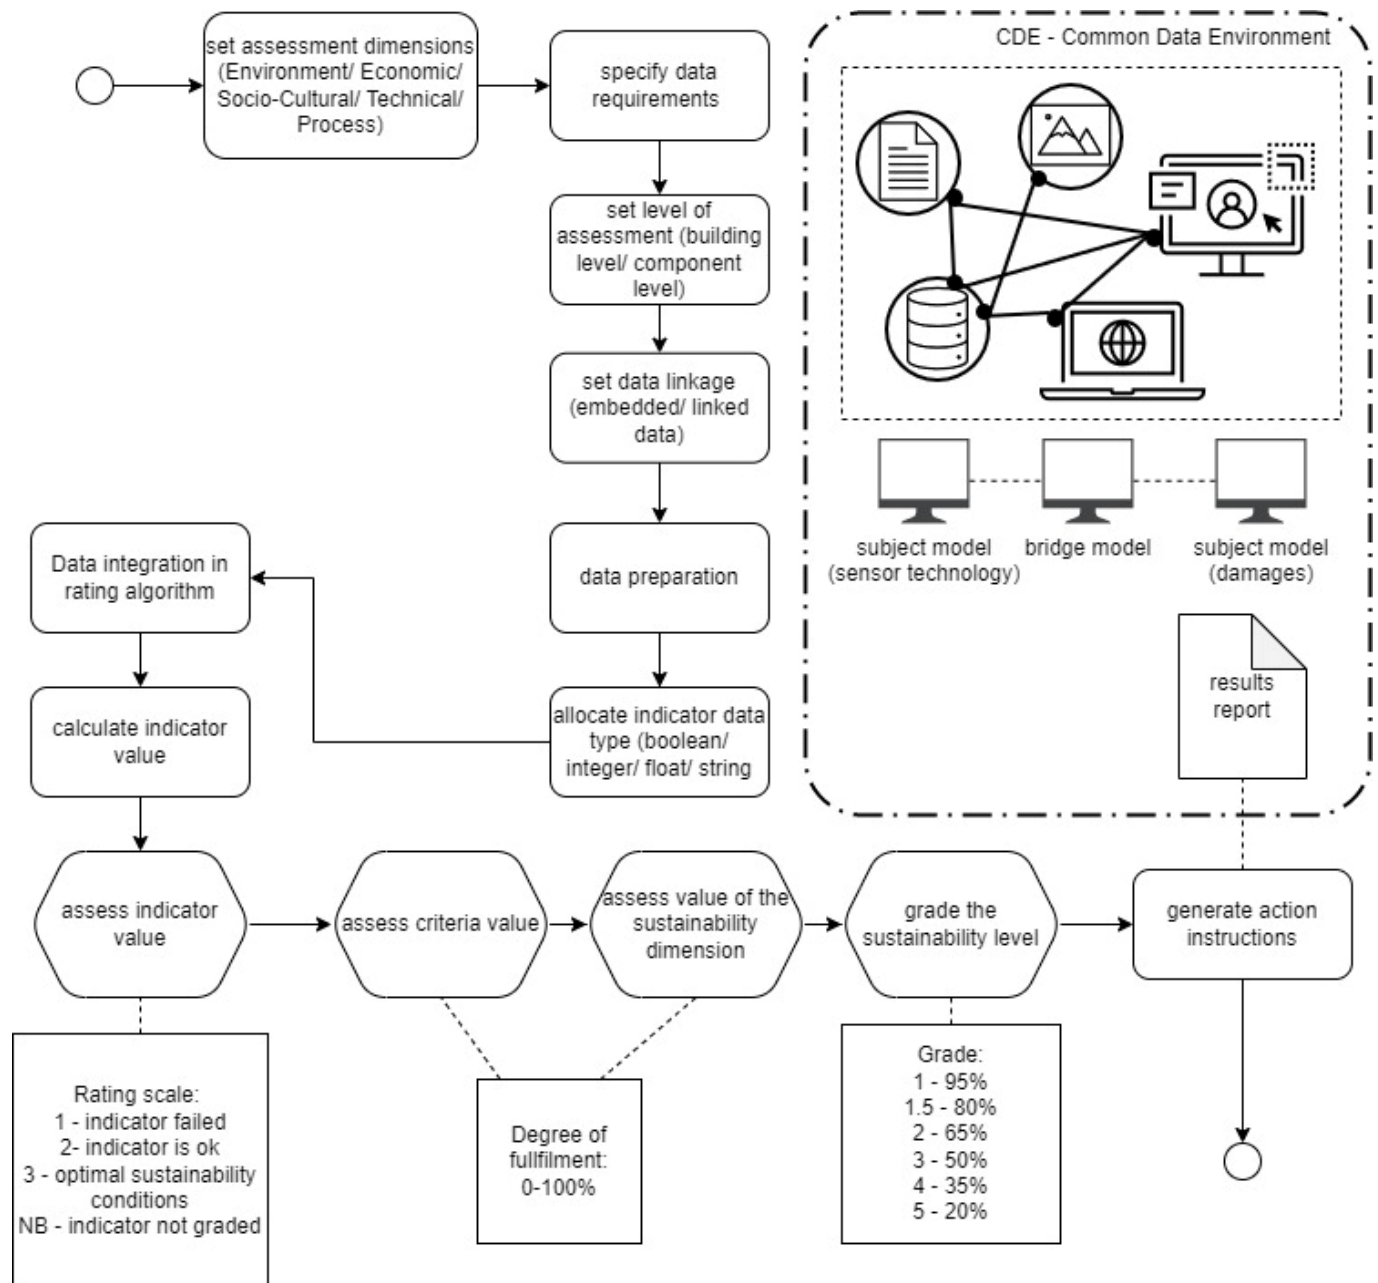 set assessment dimensions
(Environment/ Economic/
Socio-Cultural/ Technical/
Process)
specify data
requirements
set level of
assessment (building
level/ component
level)
set data linkage
(embedded/ linked
data)
data preparation
allocate indicator data
type (boolean/
integer/ float/ string
Data integration in
rating algorithm
calculate indicator
value
CDE - Common Data Environment
subject model
(sensor technology)
bridge model
subject model
(damages)
results
report
assess indicator
value
assess criteria value
assess value of the
sustainability
dimension
grade the
sustainability level
generate action
instructions
Rating scale:
1 - indicator failed
2- indicator is ok
3 - optimal sustainability
conditions
NB - indicator not graded
Degree of
fullfilment:
0-100%
Grade:
1 - 95%
1.5 - 80%
2 - 65%
3 - 50%
4 - 35%
5 - 20%